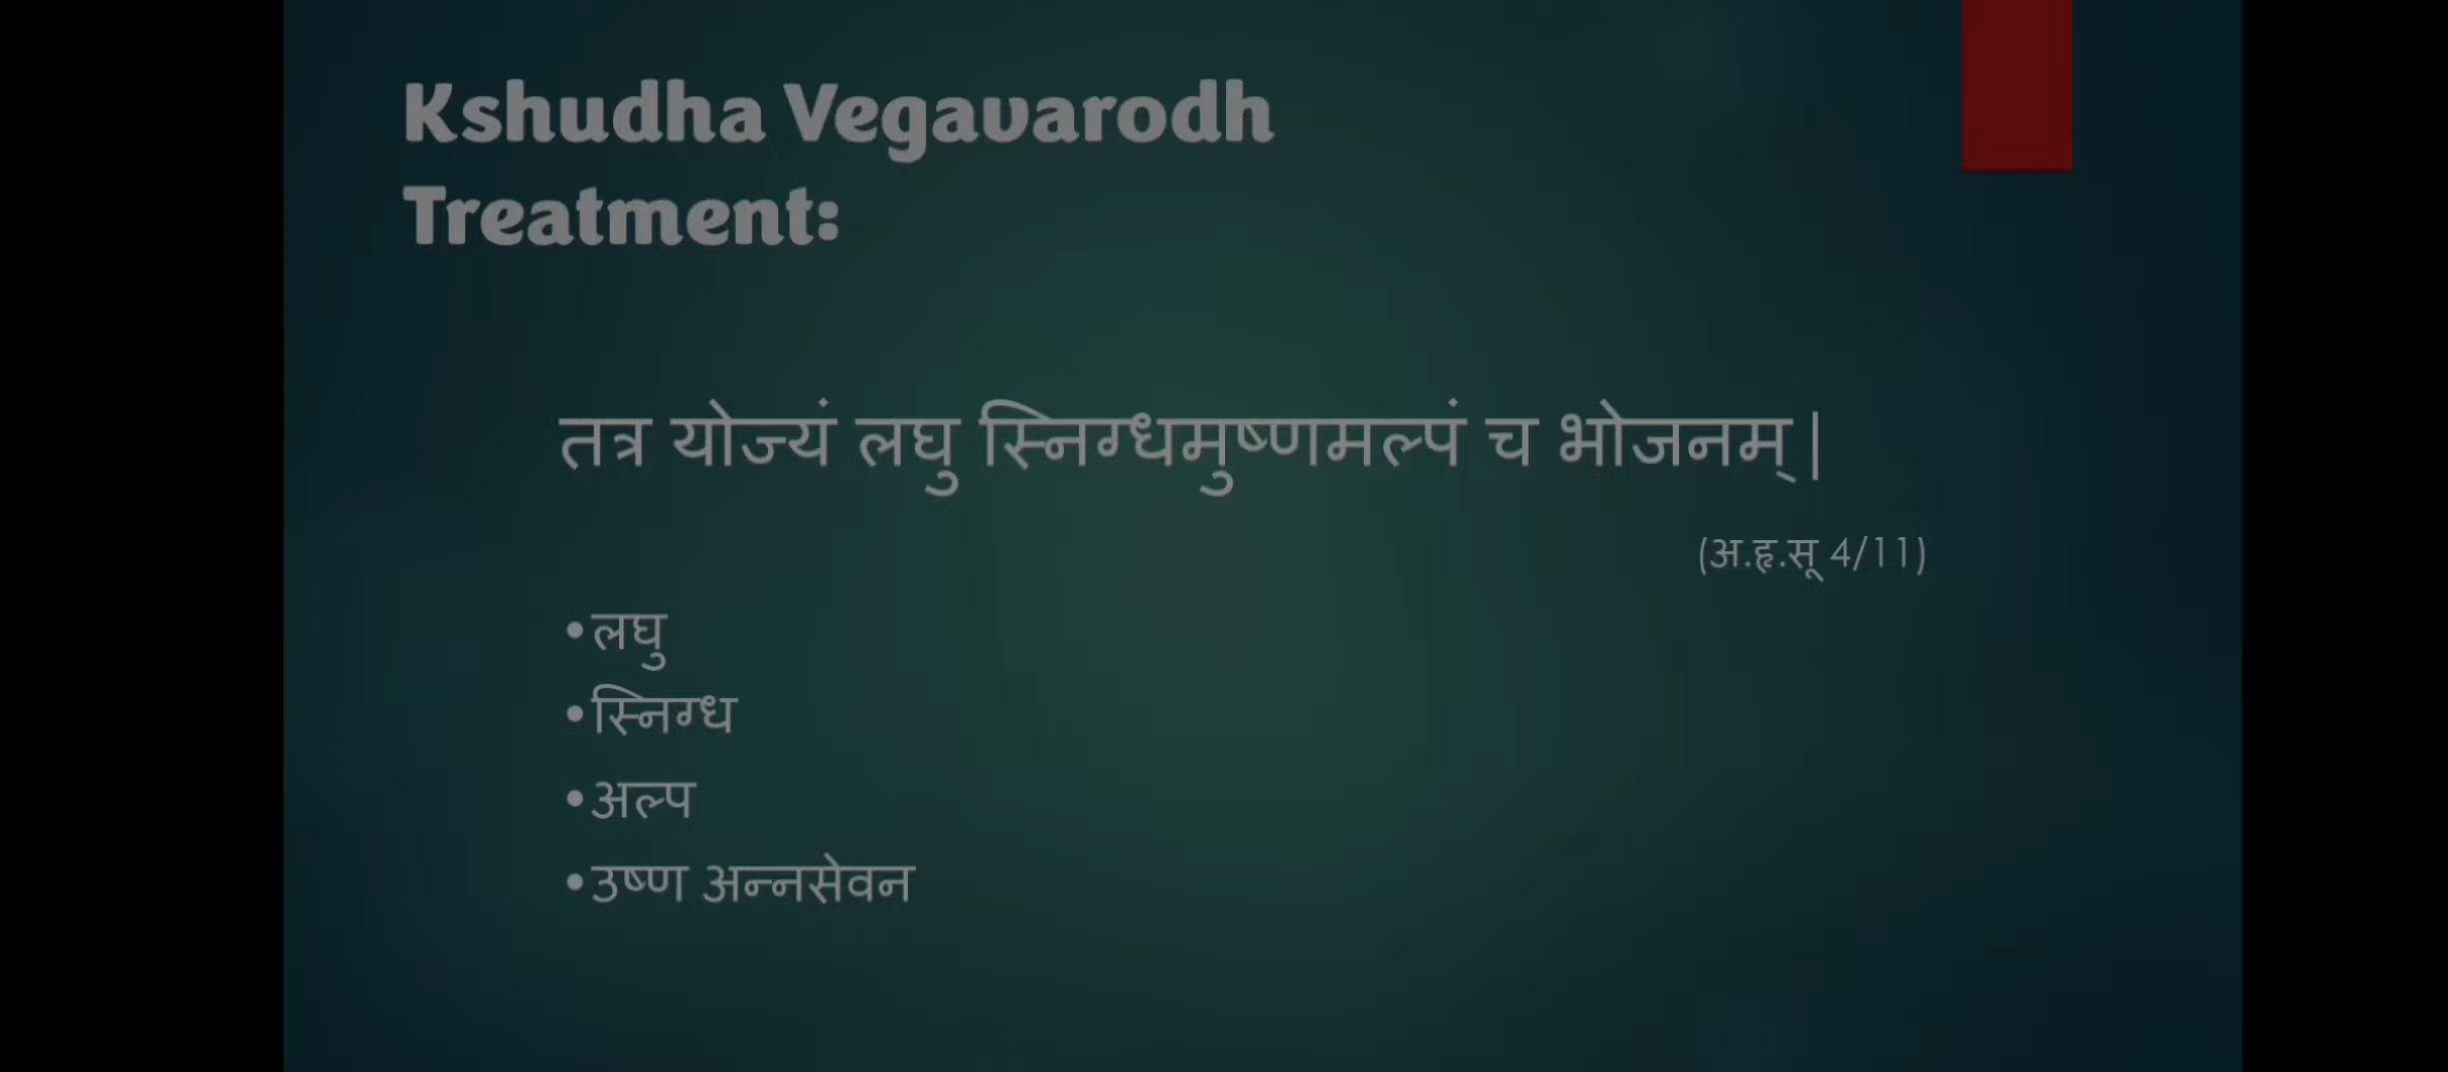 Kshudha Vegavarodh
Treatment:
तत्र योज्यं लघु स्निग्धमुष्णमल्पं च भोजनम्|
(अ.हृ.सू 4/11)
•लघु
•स्निग्ध
•अल्प
•उष्ण अन्नसेवन